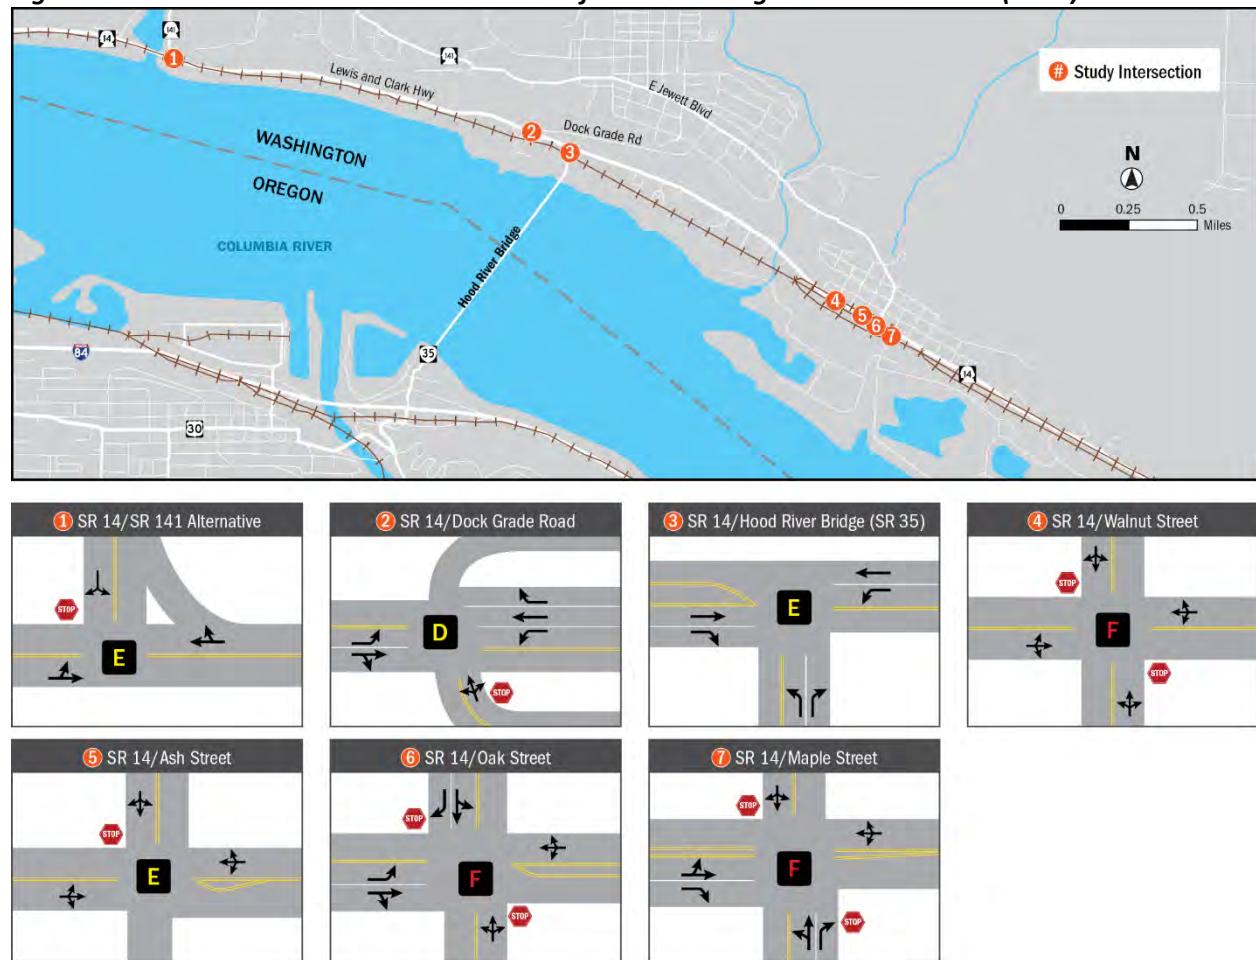 14
141
1
141
Lewis and Clark Hwy
E Jewett Blvd
# Study Intersection
2
Dock Grade Rd
3
WASHINGTON
OREGON
N
0 0.25 0.5
Miles
COLUMBIA RIVER
Hood River Bridge
4
5
6
7
84
35
14
30
1 SR 14/SR 141 Alternative
STOP
E
2 SR 14/Dock Grade Road
D
STOP
3 SR 14/Hood River Bridge (SR 35)
E
4 SR 14/Walnut Street
STOP
F
STOP
5 SR 14/Ash Street
STOP
E
6 SR 14/Oak Street
STOP
F
STOP
7 SR 14/Maple Street
STOP
F
STOP